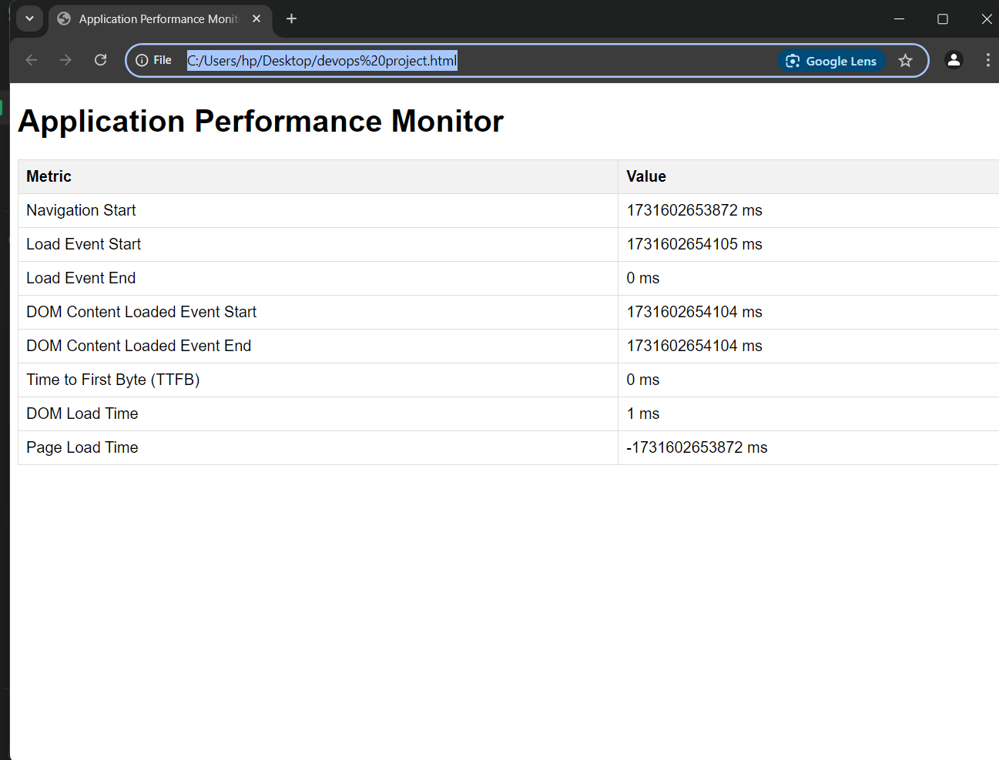 Application Performance Monit
File C:/Users/hp/Desktop/devops%20project.html Google Lens
Application Performance Monitor
Metric Value
Navigation Start 1731602653872 ms
Load Event Start 1731602654105 ms
Load Event End 0 ms
DOM Content Loaded Event Start 1731602654104 ms
DOM Content Loaded Event End 1731602654104 ms
Time to First Byte (TTFB) 0 ms
DOM Load Time 1 ms
Page Load Time -1731602653872 ms